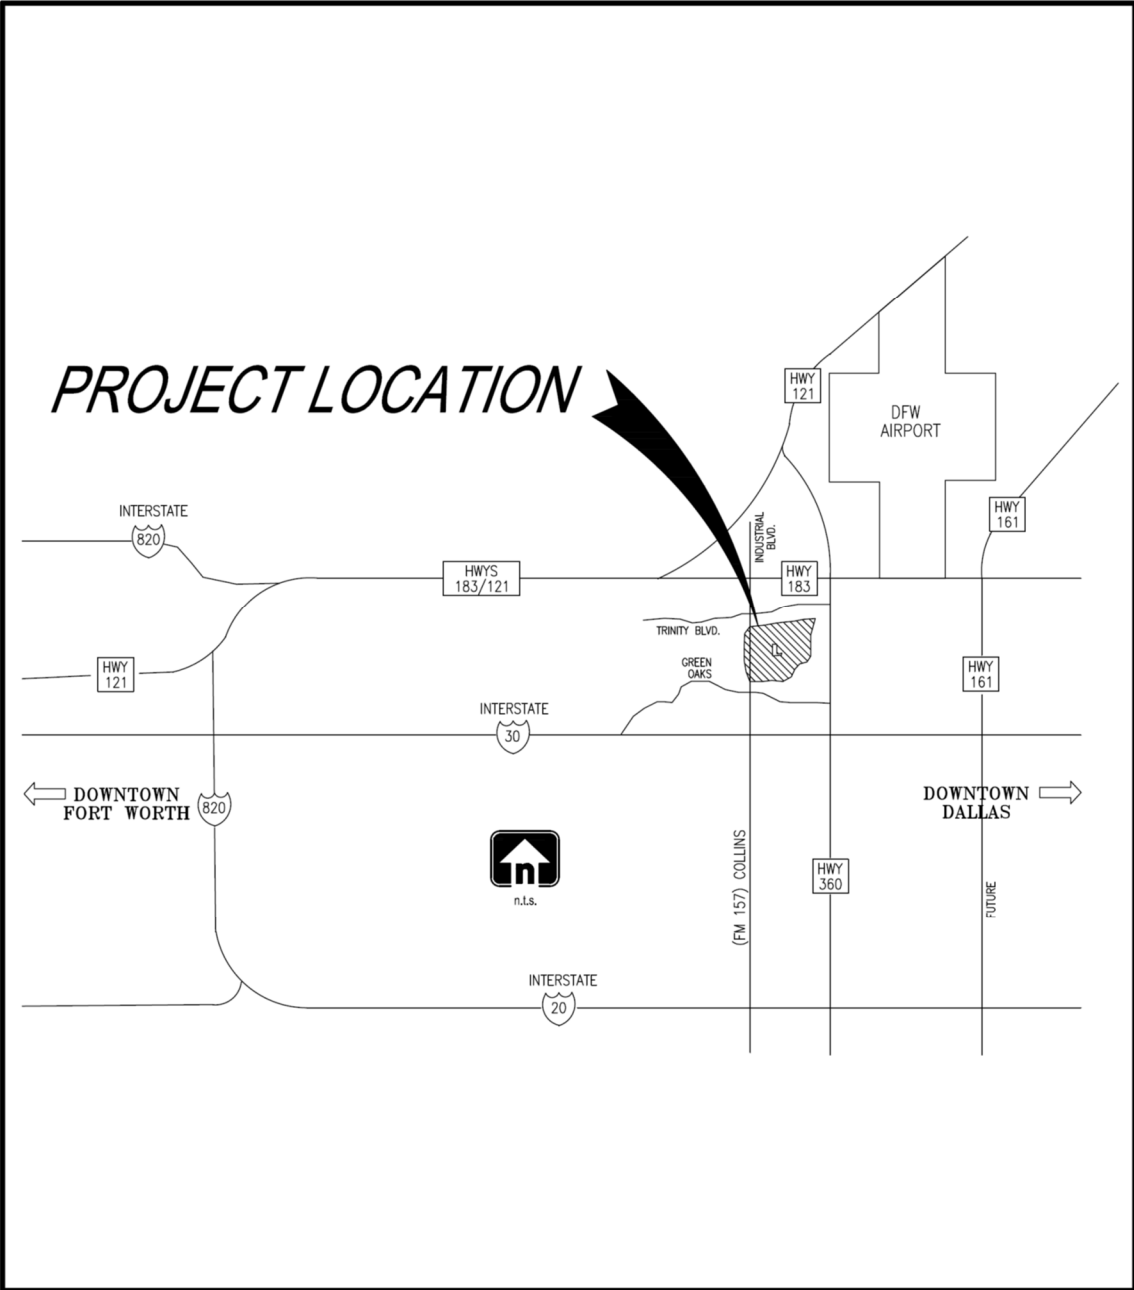 PROJECT LOCATION
HWY
121
DFW
AIRPORT
INTERSTATE
820
HWY
161
INDUSTRIAL
BLVD.
HWYS
183/121
HWY
183
TRINITY BLVD.
GREEN
OAKS
HWY
121
HWY
161
INTERSTATE
30
DOWNTOWN
FORT WORTH
820
DOWNTOWN
DALLAS
n
n.t.s.
(FM 157) COLLINS
HWY
360
FUTURE
INTERSTATE
20